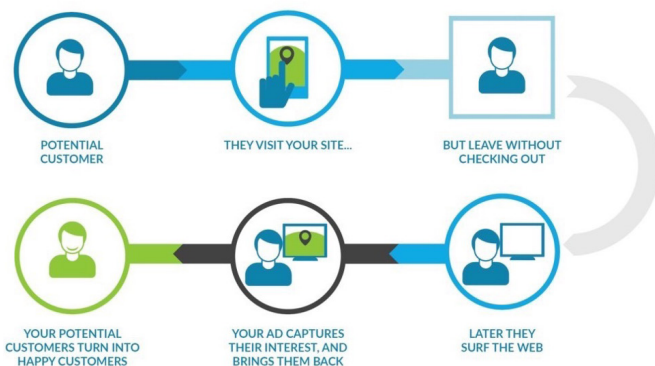 POTENTIAL
CUSTOMER
THEY VISIT YOUR SITE...
BUT LEAVE WITHOUT
CHECKING OUT
YOUR POTENTIAL
CUSTOMERS TURN INTO
HAPPY CUSTOMERS
YOUR AD CAPTURES
THEIR INTEREST, AND
BRINGS THEM BACK
LATER THEY
SURF THE WEB